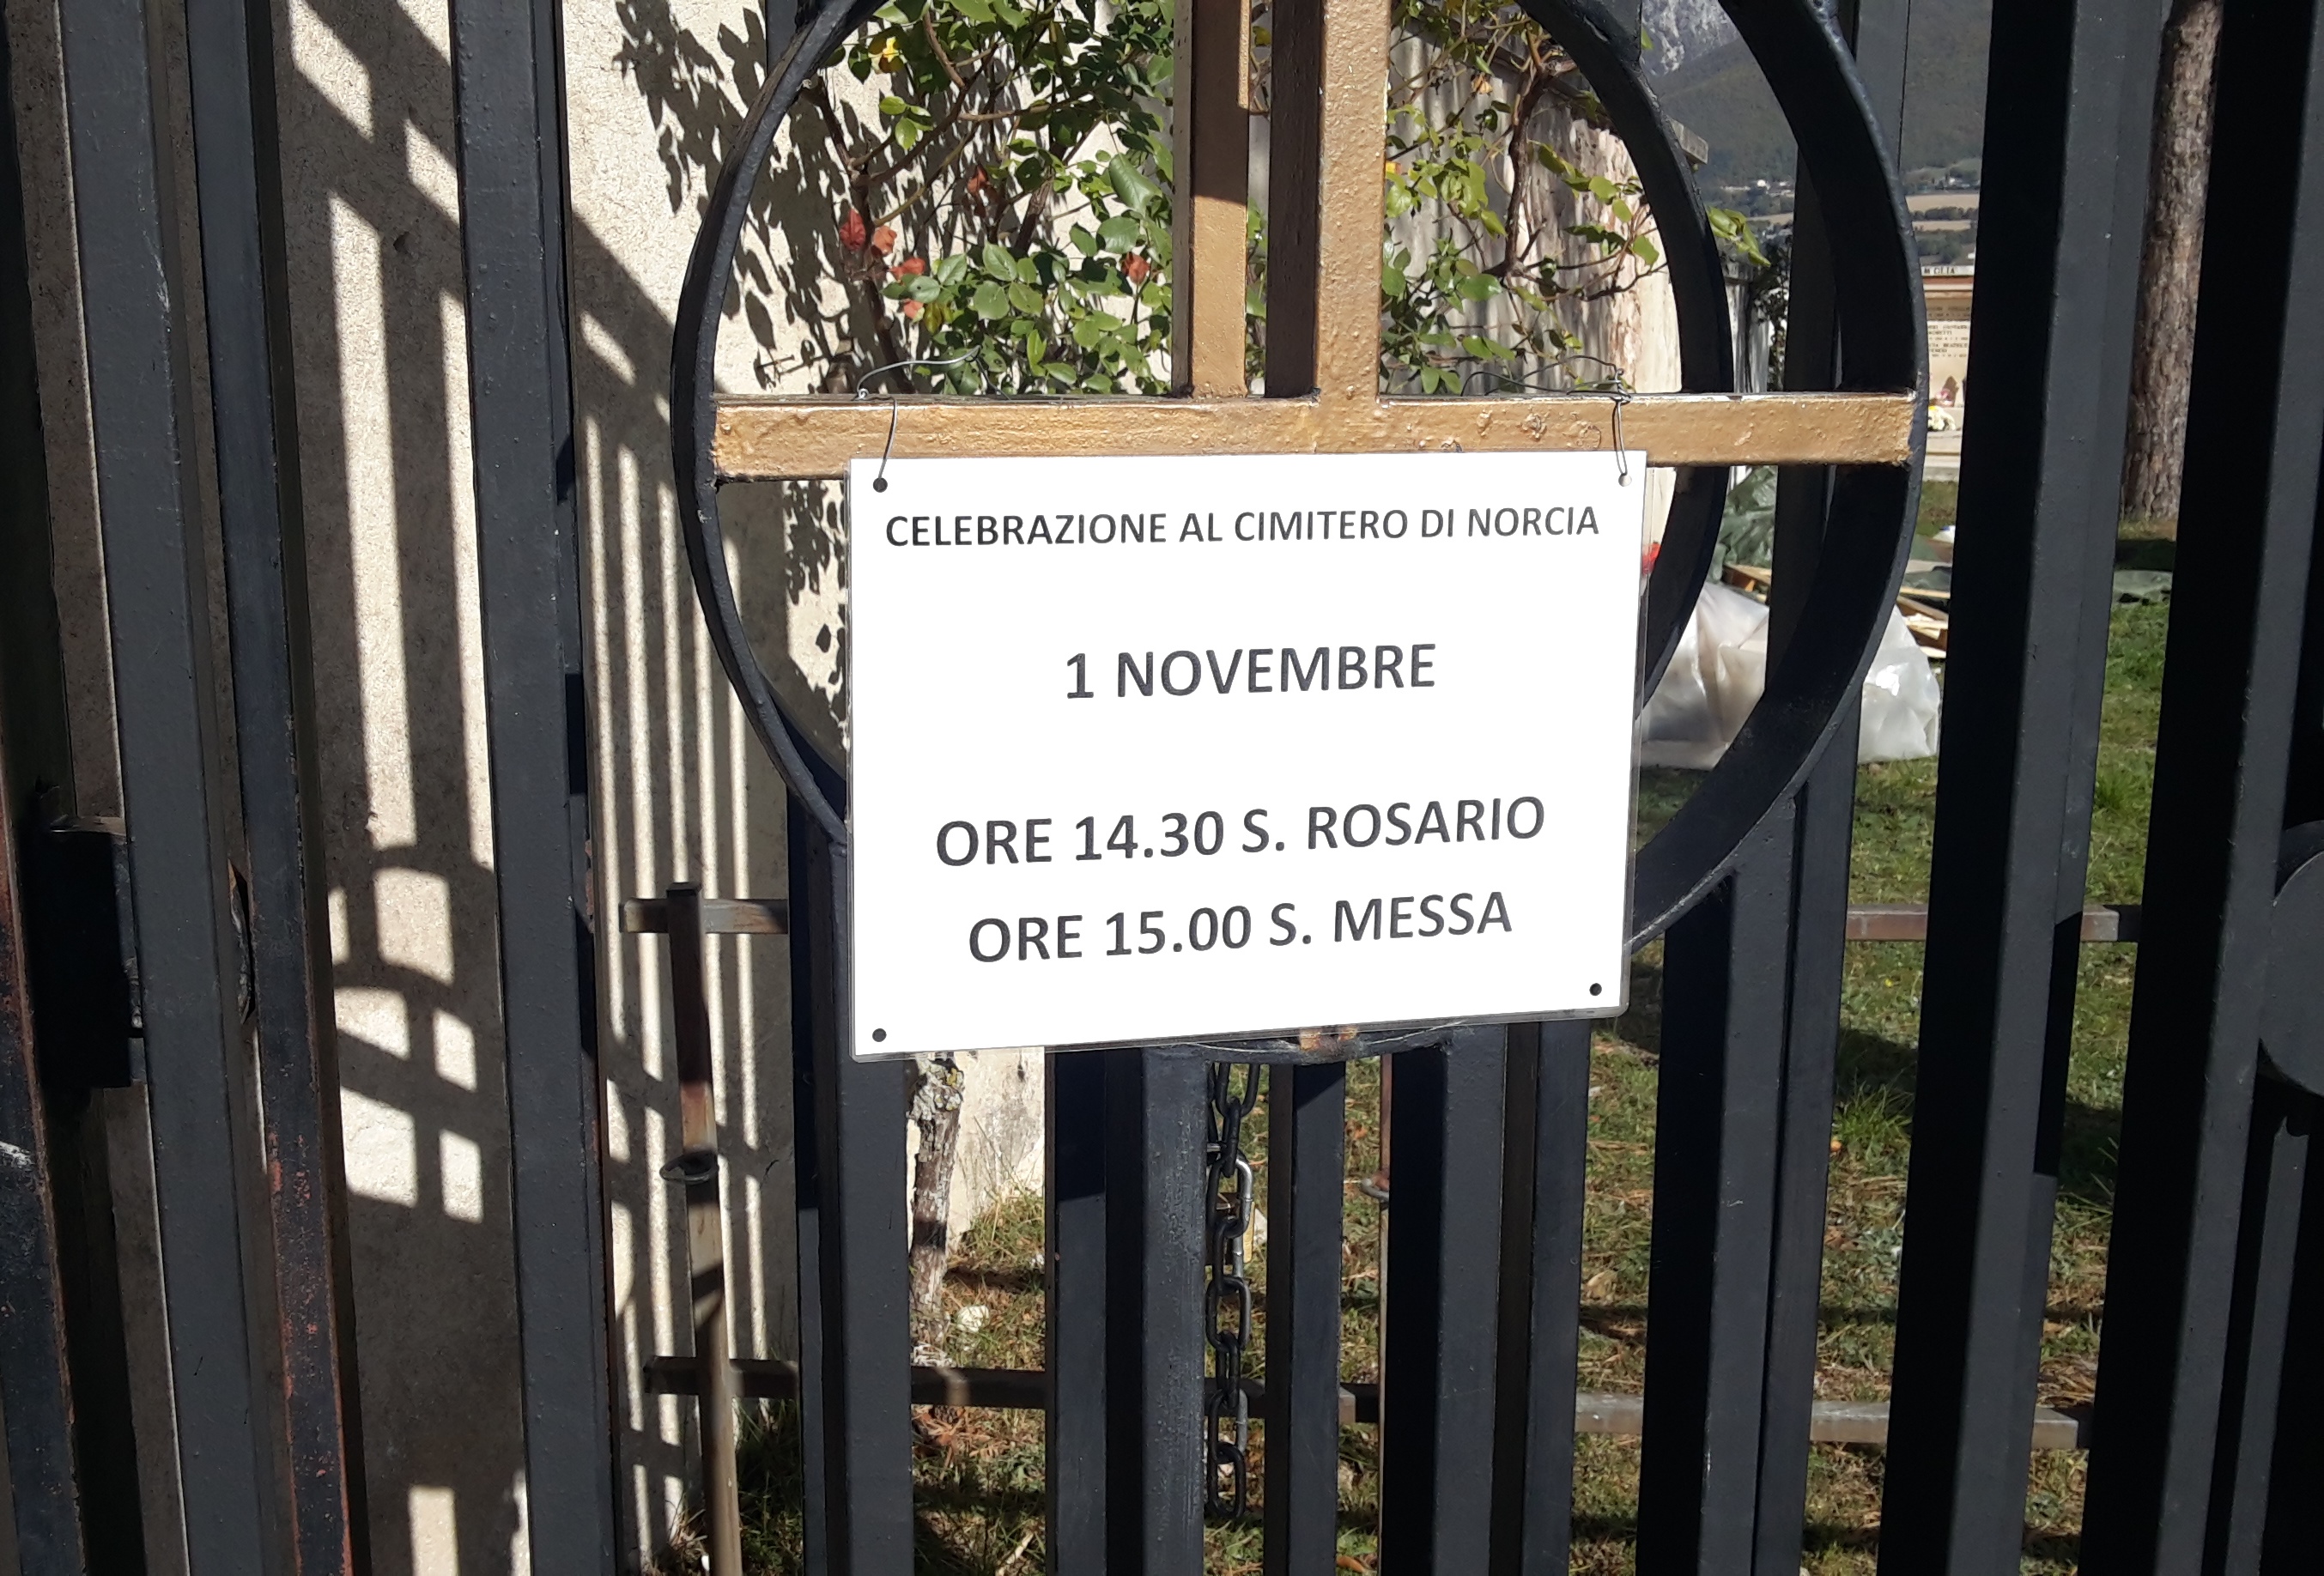 CELEBRAZIONE AL CIMITERO DI NORCIA
1 NOVEMBRE
ORE 14.30 S. ROSARIO
ORE 15.00 S. MESSA